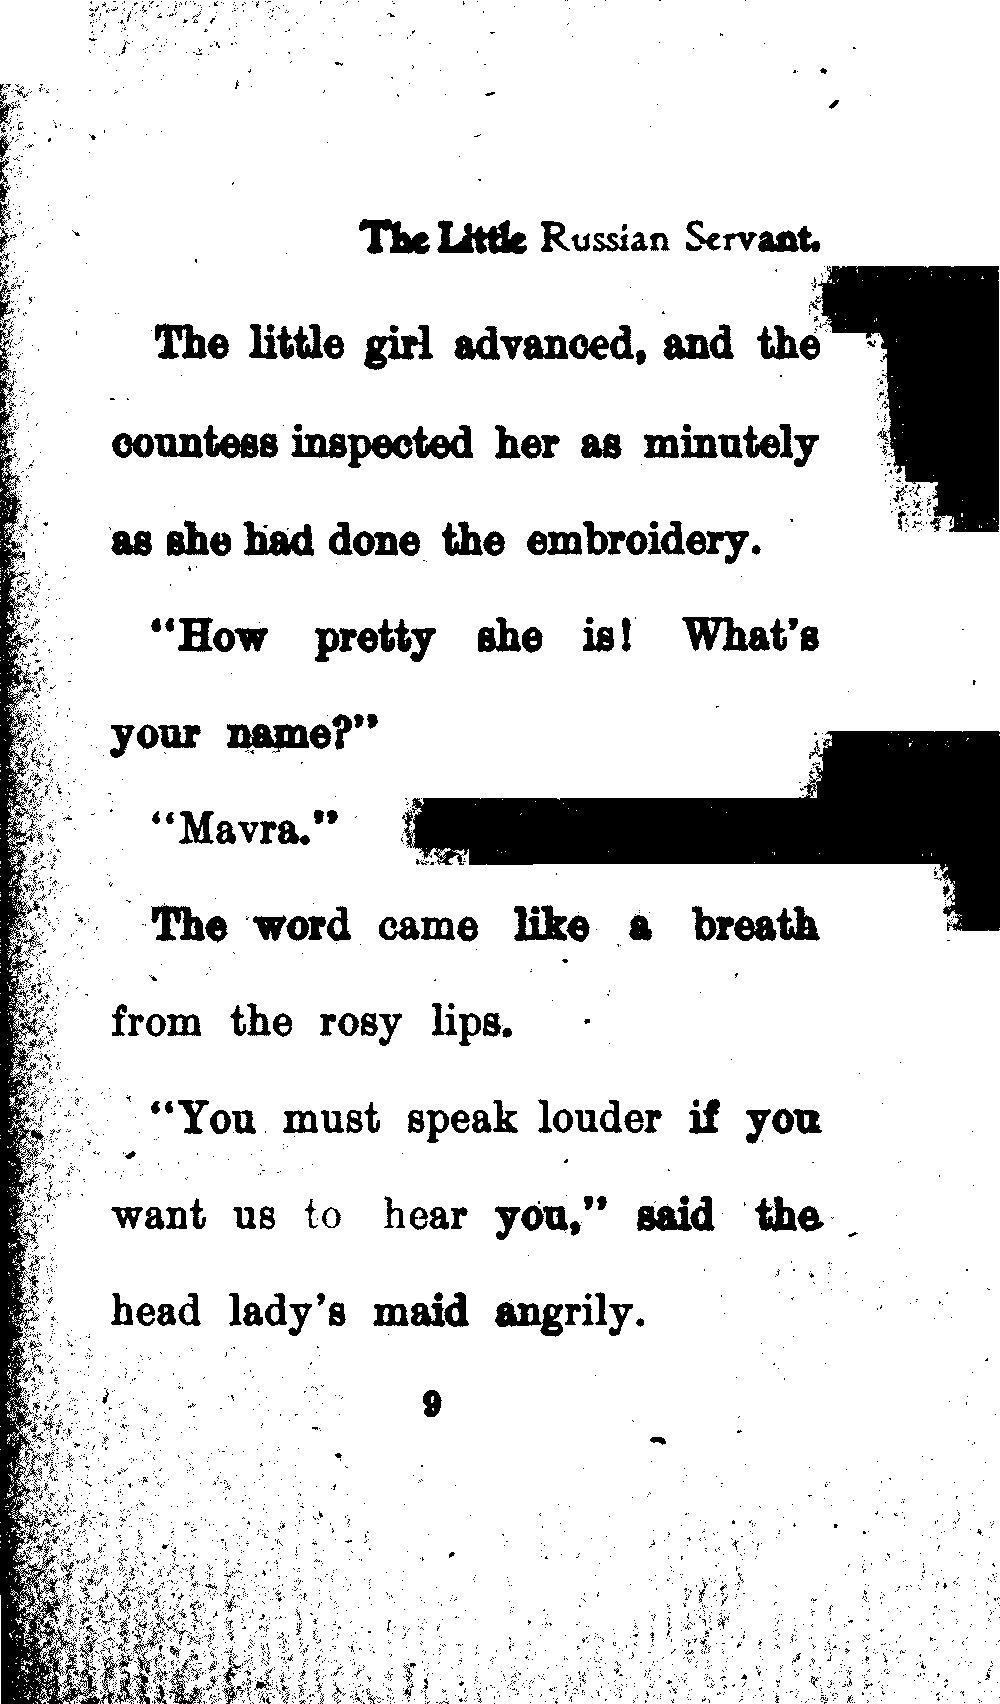 The Little Russian Servant.
The little girl advanced, and the
countess inspected her as minutely
as she had done the embroidery.
"How pretty she is! What's
your name?"
"Mavra."
The word came like a breath
from the rosy lips.
"You must speak louder if you
want us to hear you," said the
head lady's maid angrily.
9